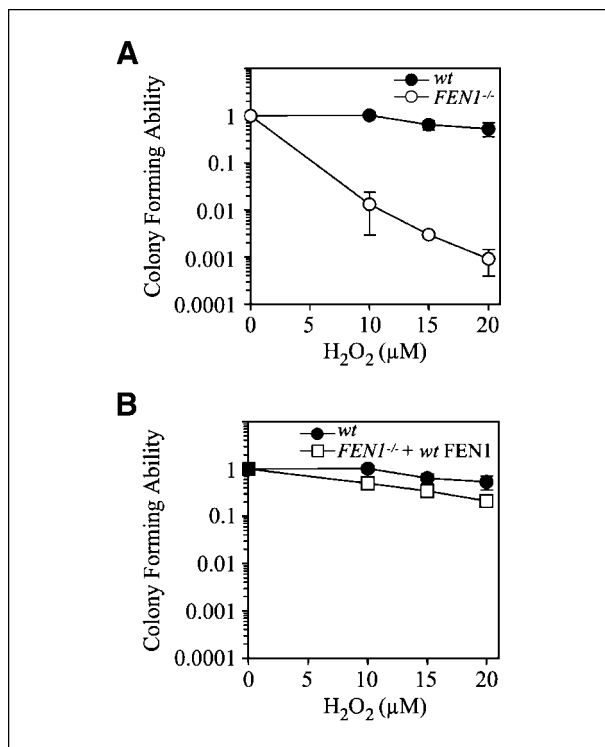 A
wt
FEN1-/-
Colony Forming Ability
1
0.1
0.01
0.001
0.0001
0 5 10 15 20
H2O2 (µM)
B
wt
FEN1-/- + wt FEN1
Colony Forming Ability
1
0.1
0.01
0.001
0.0001
0 5 10 15 20
H2O2 (µM)